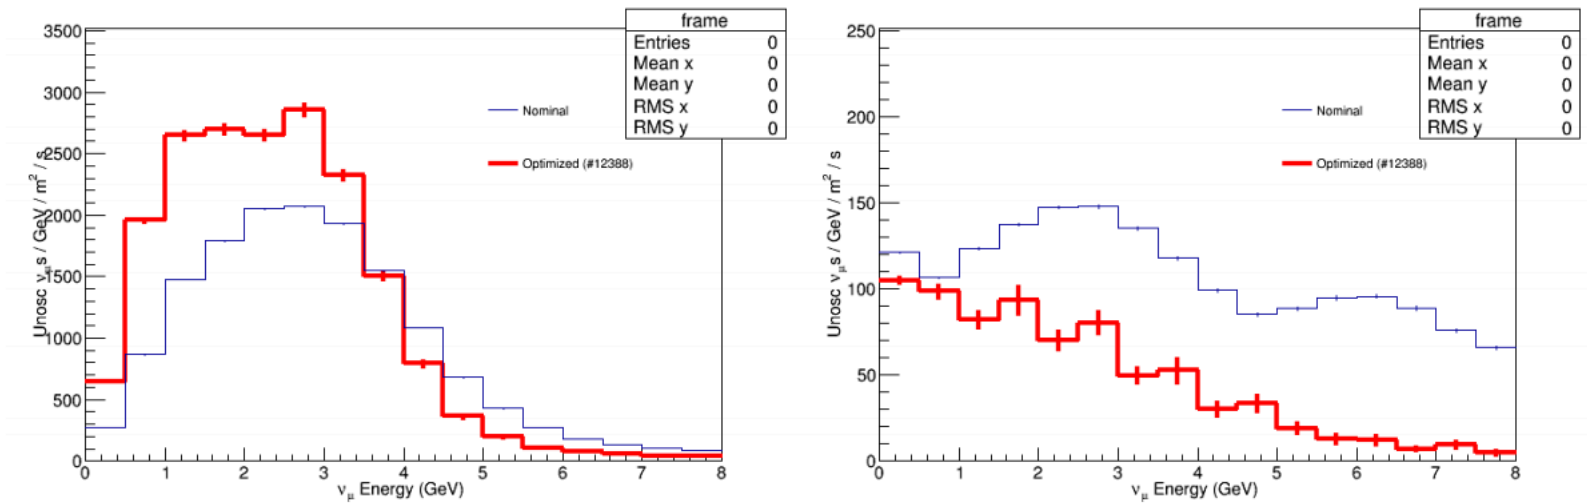 frame
Entries 0
Mean x 0
Mean y 0
RMS x 0
RMS y 0
Nominal
Optimized (#12388)
3500
3000
2500
2000
1500
1000
500
0
Unosc ν_μ s / GeV / m² / s
0 1 2 3 4 5 6 7 8
ν_μ Energy (GeV)
frame
Entries 0
Mean x 0
Mean y 0
RMS x 0
RMS y 0
Nominal
Optimized (#12388)
250
200
150
100
50
0
Unosc ν_μ s / GeV / m² / s
0 1 2 3 4 5 6 7 8
ν_μ Energy (GeV)